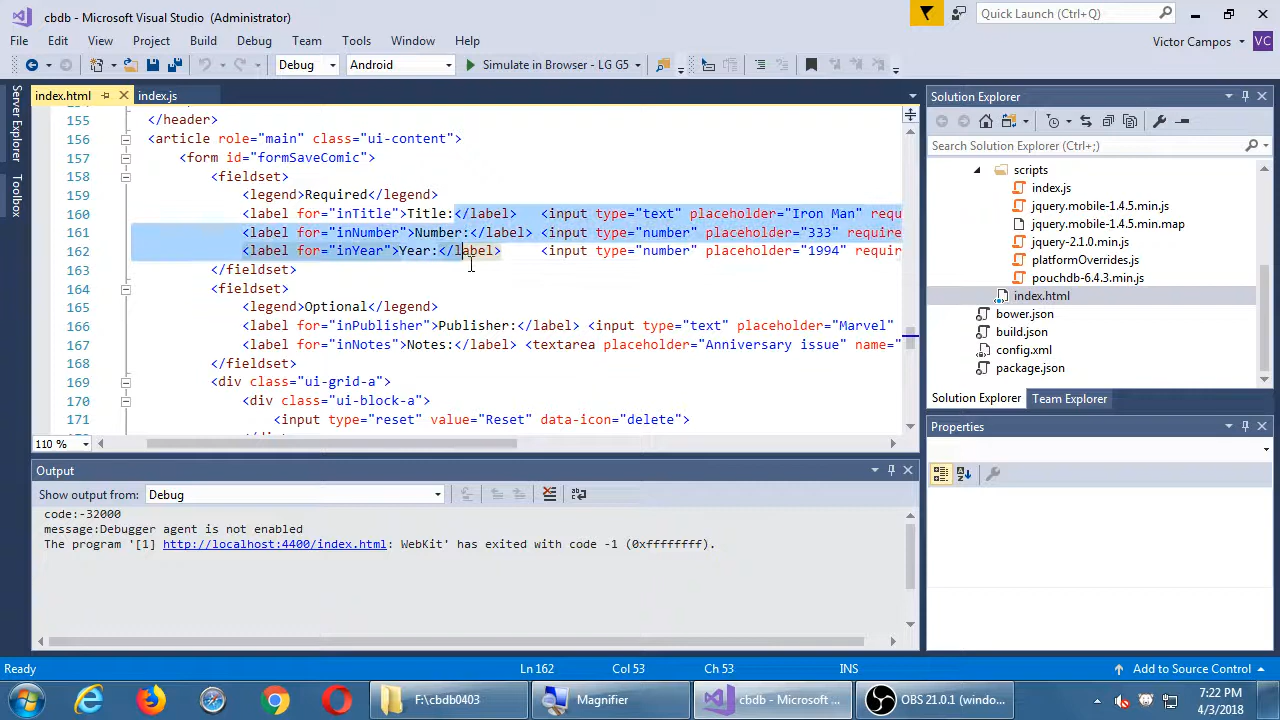 cbdb - Microsoft Visual Studio (Administrator)
Quick Launch (Ctrl+Q)
File Edit View Project Build Debug Team Tools Window Help
Victor Campos
VC
Debug Android Simulate in Browser - LG G5
Server Explorer
Toolbox
index.html index.js
155 </header>
156 <article role="main" class="ui-content">
157 <form id="formSaveComic">
158 <fieldset>
159 <legend>Required</legend>
160 <label for="inTitle">Title:</label> <input type="text" placeholder="Iron Man" requ
161 <label for="inNumber">Number:</label> <input type="number" placeholder="333" require
162 <label for="inYear">Year:</label> <input type="number" placeholder="1994" requir
163 </fieldset>
164 <fieldset>
165 <legend>Optional</legend>
166 <label for="inPublisher">Publisher:</label> <input type="text" placeholder="Marvel"
167 <label for="inNotes">Notes:</label> <textarea placeholder="Anniversary issue" name="
168 </fieldset>
169 <div class="ui-grid-a">
170 <div class="ui-block-a">
171 <input type="reset" value="Reset" data-icon="delete">
110 %
Output
Show output from: Debug
code:-32000
message:Debugger agent is not enabled
The program '[1] http://localhost:4400/index.html: WebKit' has exited with code -1 (0xffffffff).
Solution Explorer
Search Solution Explorer (Ctrl+;)
scripts
index.js
jquery.mobile-1.4.5.min.js
jquery.mobile-1.4.5.min.map
jquery-2.1.0.min.js
platformOverrides.js
pouchdb-6.4.3.min.js
index.html
bower.json
build.json
config.xml
package.json
Solution Explorer Team Explorer
Properties
Ready Ln 162 Col 53 Ch 53 INS Add to Source Control
F:\cbdb0403
Magnifier
cbdb - Microsoft ...
OBS 21.0.1 (windo...
7:22 PM
4/3/2018